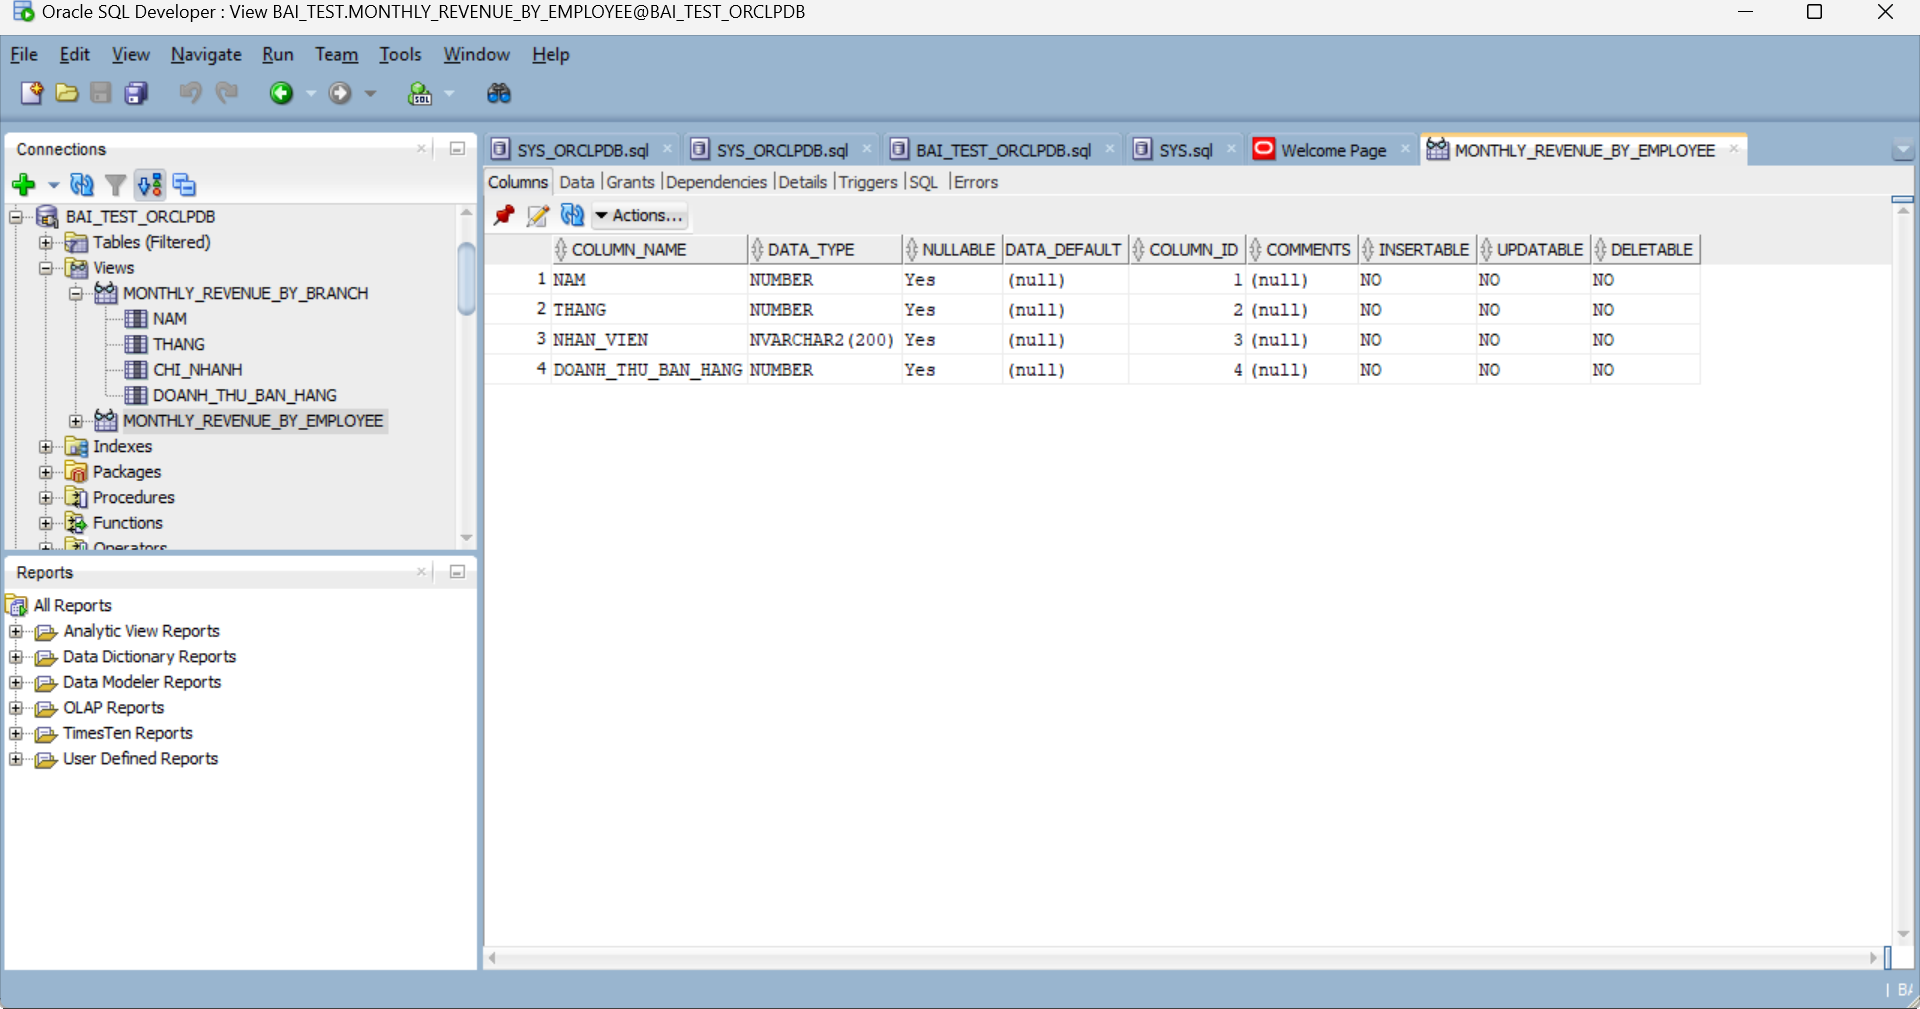 Oracle SQL Developer : View BAI_TEST.MONTHLY_REVENUE_BY_EMPLOYEE@BAI_TEST_ORCLPDB
File Edit View Navigate Run Team Tools Window Help
SQL
Connections
BAI_TEST_ORCLPDB
Tables (Filtered)
Views
MONTHLY_REVENUE_BY_BRANCH
NAM
THANG
CHI_NHANH
DOANH_THU_BAN_HANG
MONTHLY_REVENUE_BY_EMPLOYEE
Indexes
Packages
Procedures
Functions
Operators
Reports
All Reports
Analytic View Reports
Data Dictionary Reports
Data Modeler Reports
OLAP Reports
TimesTen Reports
User Defined Reports
SYS_ORCLPDB.sql SYS_ORCLPDB.sql BAI_TEST_ORCLPDB.sql SYS.sql Welcome Page MONTHLY_REVENUE_BY_EMPLOYEE
Columns Data Grants Dependencies Details Triggers SQL Errors
Actions...
COLUMN_NAME DATA_TYPE NULLABLE DATA_DEFAULT COLUMN_ID COMMENTS INSERTABLE UPDATABLE DELETABLE
1 NAM NUMBER Yes (null) 1 (null) NO NO NO
2 THANG NUMBER Yes (null) 2 (null) NO NO NO
3 NHAN_VIEN NVARCHAR2(200) Yes (null) 3 (null) NO NO NO
4 DOANH_THU_BAN_HANG NUMBER Yes (null) 4 (null) NO NO NO